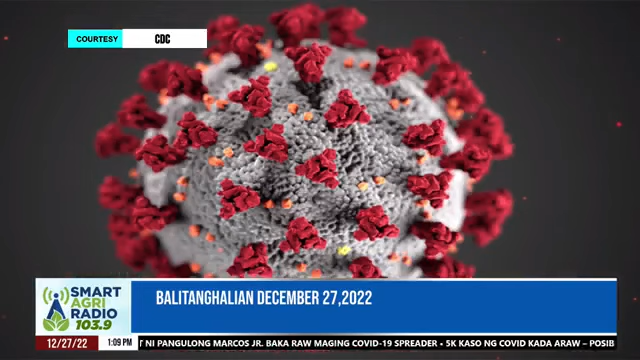 COURTESY
CDC
SMART
AGRI
RADIO
103.9
BALITANGHALIAN DECEMBER 27,2022
12/27/22
1:09 PM
T NI PANGULONG MARCOS JR. BAKA RAW MAGING COVID-19 SPREADER • 5K KASO NG COVID KADA ARAW – POSIB